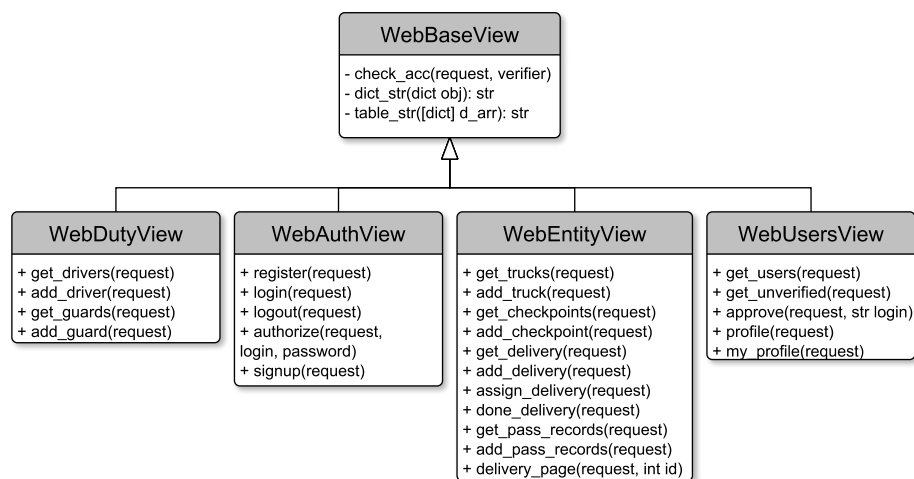 WebBaseView
- check_acc(request, verifier)
- dict_str(dict obj): str
- table_str([dict] d_arr): str
WebDutyView
+ get_drivers(request)
+ add_driver(request)
+ get_guards(request)
+ add_guard(request)
WebAuthView
+ register(request)
+ login(request)
+ logout(request)
+ authorize(request,
login, password)
+ signup(request)
WebEntityView
+ get_trucks(request)
+ add_truck(request)
+ get_checkpoints(request)
+ add_checkpoint(request)
+ get_delivery(request)
+ add_delivery(request)
+ assign_delivery(request)
+ done_delivery(request)
+ get_pass_records(request)
+ add_pass_records(request)
+ delivery_page(request, int id)
WebUsersView
+ get_users(request)
+ get_unverified(request)
+ approve(request, str login)
+ profile(request)
+ my_profile(request)